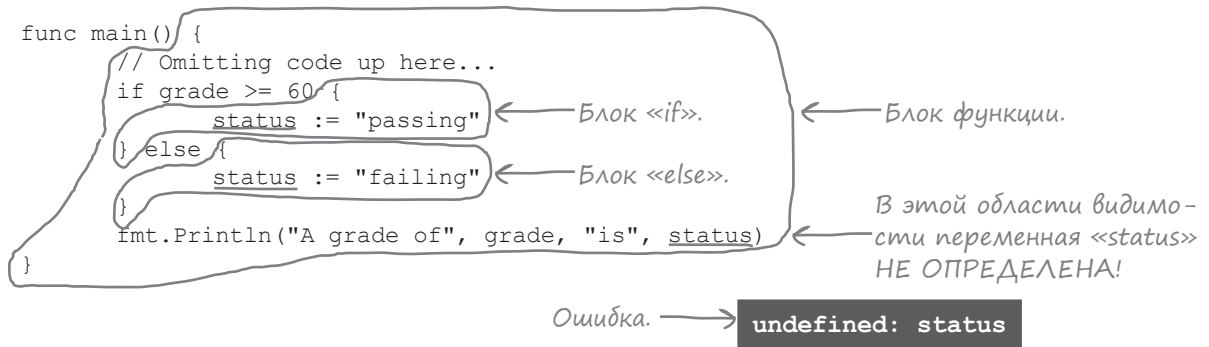 func main() {
// Omitting code up here...
if grade >= 60 {
status := "passing"
Блок «if».
Блок функции.
} else {
status := "failing"
Блок «else».
}
fmt.Println("A grade of", grade, "is", status)
В этой области видимо-
сти переменная «status»
НЕ ОПРЕДЕЛЕНА!
}
Ошибка.
undefined: status